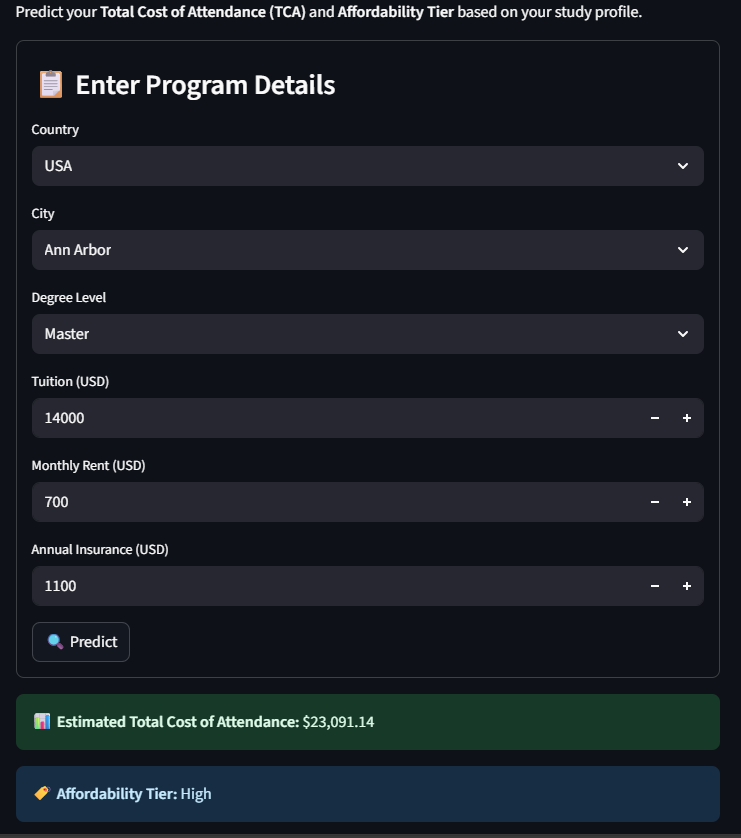 Predict your Total Cost of Attendance (TCA) and Affordability Tier based on your study profile.
Enter Program Details
Country
USA
City
Ann Arbor
Degree Level
Master
Tuition (USD)
14000
Monthly Rent (USD)
700
Annual Insurance (USD)
1100
Predict
Estimated Total Cost of Attendance: $23,091.14
Affordability Tier: High